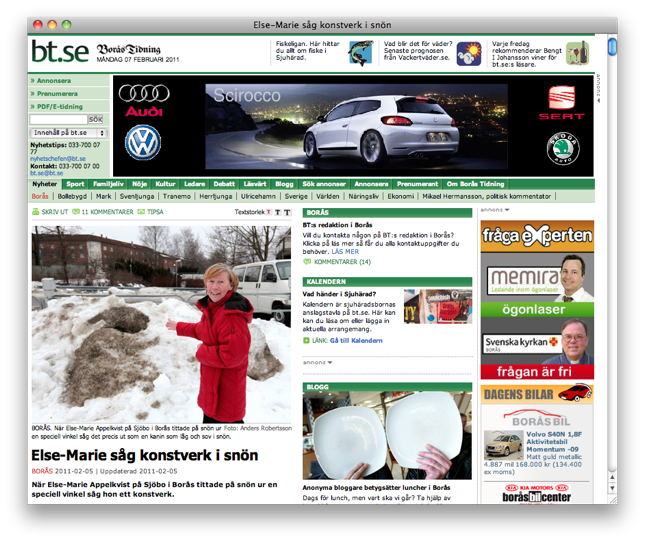 Else-Marie såg konstverk i snön
bt.se Borås Tidning
MÅNDAG 07 FEBRUARI 2011
Fiskeligan. Här hittar
du allt om fiske i
Sjuhärad.
Vad blir det för väder?
Senaste prognosen
från Vackertväder.se.
Varje fredag
rekommenderar Bengt
I Johansson viner för
bt.se:s läsare.
» Annonsera
» Prenumerera
» PDF/E-tidning
SÖK
Innehåll på bt.se
Nyhetstips: 033-700 07
77
nyhetschefen@bt.se
Kontakt: 033-700 07 00
bt.se@bt.se
Audi
Scirocco
SEAT
SKODA
AUTO
ANNONS
Nyheter Sport Familjeliv Nöje Kultur Ledare Debatt Läsvärt Blogg Sök annonser Annonsera Prenumerant Om Borås Tidning
Borås Bollebygd Mark Svenljunga Tranemo Herrljunga Ulricehamn Sverige Världen Näringsliv Ekonomi Mikael Hermansson, politisk kommentator
SKRIV UT 11 KOMMENTARER TIPSA Textstorlek T T T
BORÅS. När Else-Marie Appelkvist på Sjöbo i Borås tittade på snön ur Foto: Anders Robertsson
en speciell vinkel såg det precis ut som en kanin som låg och sov i snön.
Else-Marie såg konstverk i snön
BORÅS 2011-02-05 | Uppdaterad 2011-02-05
När Else-Marie Appelkvist på Sjöbo i Borås tittade på snön ur en
speciell vinkel såg hon ett konstverk.
BORÅS
BT:s redaktion i Borås
Vill du kontakta någon på BT:s redaktion i Borås?
Klicka på läs mer så får du alla kontaktuppgifter du
behöver. LÄS MER
KOMMENTARER (14)
KALENDERN
Vad händer i Sjuhärad?
Kalendern är sjuhäradsbornas
anslagstavla på bt.se. Här kan
kan du läsa om eller lägga in
aktuella arrangemang.
LÄNK: Gå till Kalendern
annons
BLOGG
Anonyma bloggare betygsätter luncher i Borås
Dags för lunch, men vart ska vi gå? Ta hjälp av
annons
fråga experten
memira
Ledande inom ögonlaser
ögonlaser
Svenska kyrkan
BORÅS
frågan är fri
DAGENS BILAR
BORÅS BIL
Volvo S40N 1,8F
Aktivitetsbil
Momentum -09
Matt guld metallic
4.887 mil 168.000 kr (134.400
ex moms)
KIA MOTORS KIA
boråsbilcenter